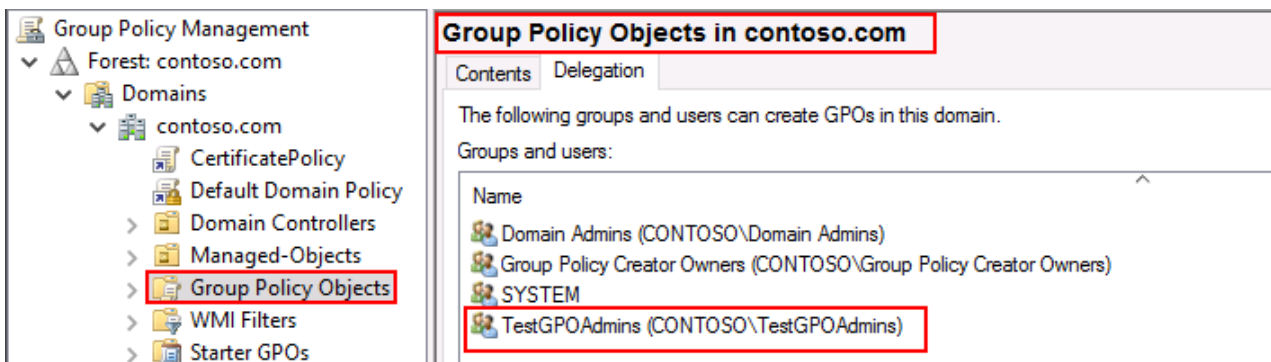 Group Policy Management
Forest: contoso.com
Domains
contoso.com
CertificatePolicy
Default Domain Policy
Domain Controllers
Managed-Objects
Group Policy Objects
WMI Filters
Starter GPOs
Group Policy Objects in contoso.com
Contents Delegation
The following groups and users can create GPOs in this domain.
Groups and users:
Name
Domain Admins (CONTOSO\Domain Admins)
Group Policy Creator Owners (CONTOSO\Group Policy Creator Owners)
SYSTEM
TestGPOAdmins (CONTOSO\TestGPOAdmins)